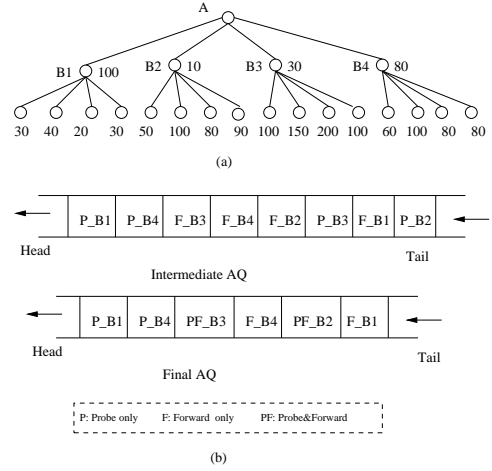 A
B1 100 B2 10 B3 30 B4 80
30 40 20 30 50 100 80 90 100 150 200 100 60 100 80 80
(a)
P_B1 P_B4 F_B3 F_B4 F_B2 P_B3 F_B1 P_B2
Head Tail
Intermediate AQ
P_B1 P_B4 PF_B3 F_B4 PF_B2 F_B1
Head Tail
Final AQ
P: Probe only F: Forward only PF: Probe&Forward
(b)